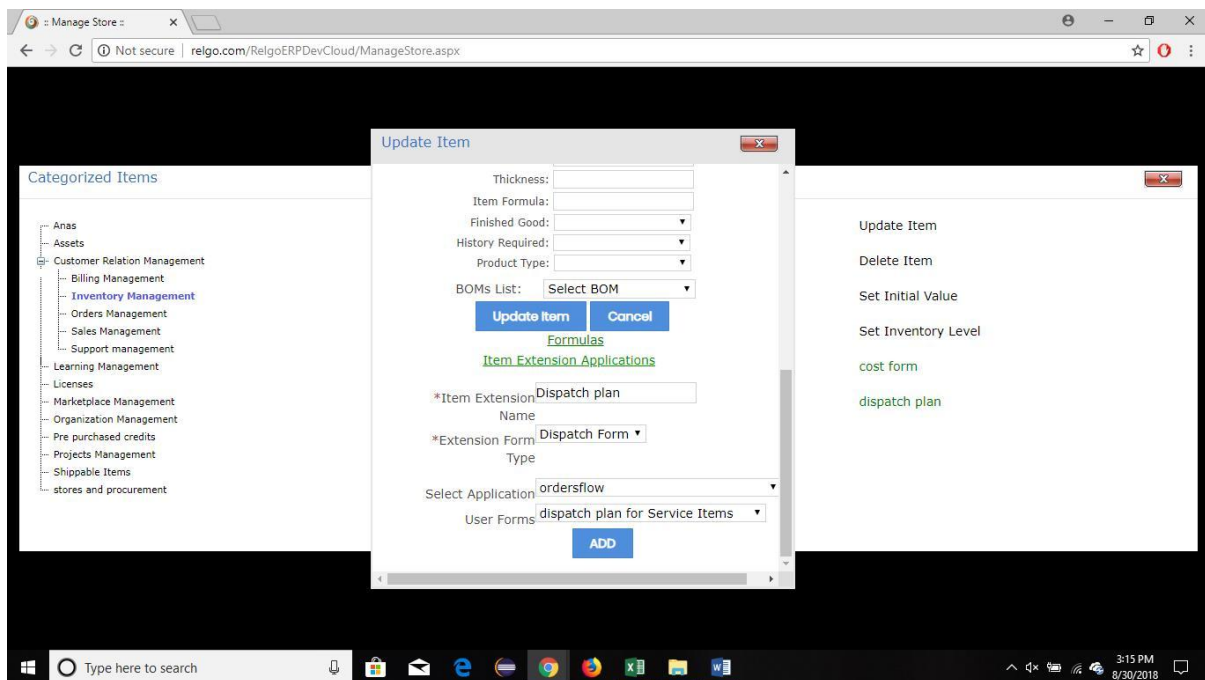 :: Manage Store ::
Not secure | relgo.com/RelgoERPDevCloud/ManageStore.aspx
Update Item
Categorized Items
Anas
Assets
Customer Relation Management
Billing Management
Inventory Management
Orders Management
Sales Management
Support management
Learning Management
Licenses
Marketplace Management
Organization Management
Pre purchased credits
Projects Management
Shippable Items
stores and procurement
Thickness:
Item Formula:
Finished Good:
History Required:
Product Type:
BOMs List: Select BOM
Update Item Cancel
Formulas
Item Extension Applications
*Item Extension Name Dispatch plan
*Extension Form Type Dispatch Form
Select Application ordersflow
User Forms dispatch plan for Service Items
ADD
Update Item
Delete Item
Set Initial Value
Set Inventory Level
cost form
dispatch plan
Type here to search
3:15 PM
8/30/2018